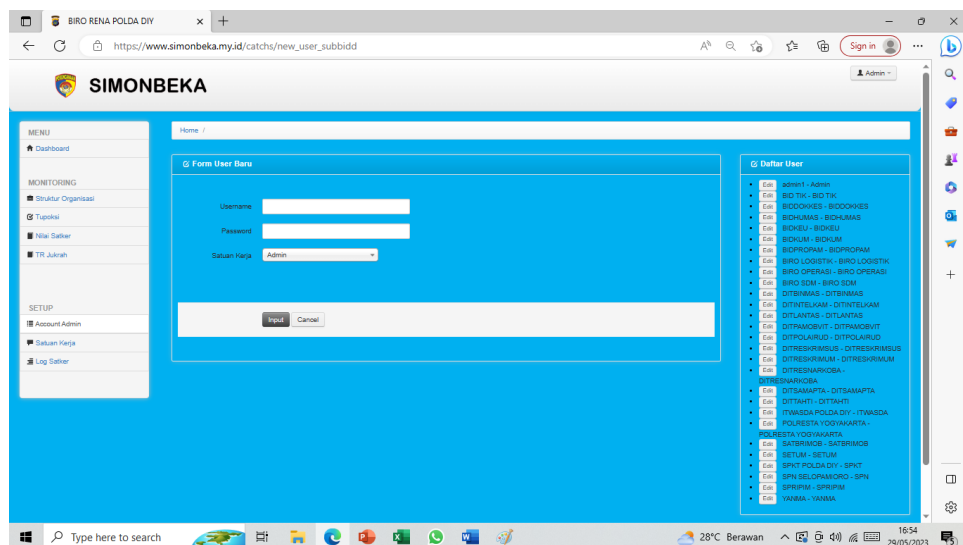 BIRO RENA POLDA DIY
https://www.simonbeka.my.id/catchs/new_user_subbidd
Sign in
SIMONBEKA
Admin
MENU
Dashboard
MONITORING
Struktur Organisasi
Tupoksi
Nilai Satker
TR Jukrah
SETUP
Account Admin
Satuan Kerja
Log Satker
Home /
Form User Baru
Username
Password
Satuan Kerja Admin
Input Cancel
Daftar User
Edit admin1 - Admin
Edit BID TIK - BID TIK
Edit BIDDOKKES - BIDDOKKES
Edit BIDHUMAS - BIDHUMAS
Edit BIDKEU - BIDKEU
Edit BIDKUM - BIDKUM
Edit BIDPROPAM - BIDPROPAM
Edit BIRO LOGISTIK - BIRO LOGISTIK
Edit BIRO OPERASI - BIRO OPERASI
Edit BIRO SDM - BIRO SDM
Edit DITBINMAS - DITBINMAS
Edit DITINTELKAM - DITINTELKAM
Edit DITLANTAS - DITLANTAS
Edit DITPAMOBVIT - DITPAMOBVIT
Edit DITPOLAIRUD - DITPOLAIRUD
Edit DITRESKRIMSUS - DITRESKRIMSUS
Edit DITRESKRIMUM - DITRESKRIMUM
Edit DITRESNARKOBA -
DITRESNARKOBA
Edit DITSAMAPTA - DITSAMAPTA
Edit DITTAHTI - DITTAHTI
Edit ITWASDA POLDA DIY - ITWASDA
Edit POLRESTA YOGYAKARTA -
POLRESTA YOGYAKARTA
Edit SATBRIMOB - SATBRIMOB
Edit SETUM - SETUM
Edit SPKT POLDA DIY - SPKT
Edit SPN SELOPAMIORO - SPN
Edit SPRIPIM - SPRIPIM
Edit YANMA - YANMA
Type here to search
28°C Berawan
16:54
29/05/2023